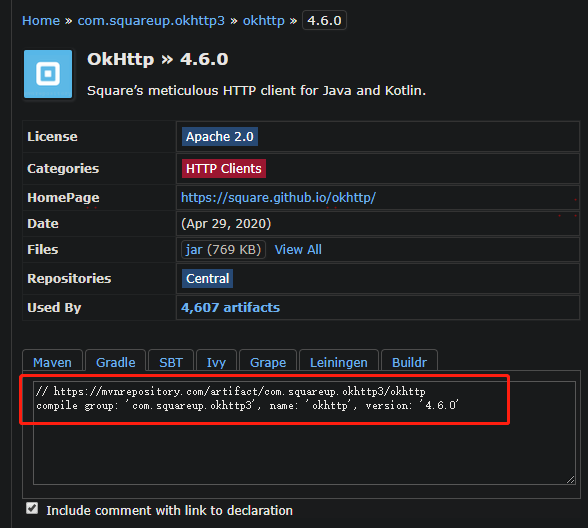 Home » com.squareup.okhttp3 » okhttp » 4.6.0
OkHttp » 4.6.0
Square’s meticulous HTTP client for Java and Kotlin.
License Apache 2.0
Categories HTTP Clients
HomePage https://square.github.io/okhttp/
Date (Apr 29, 2020)
Files jar (769 KB) View All
Repositories Central
Used By 4,607 artifacts
Maven Gradle SBT Ivy Grape Leiningen Buildr
// https://mvnrepository.com/artifact/com.squareup.okhttp3/okhttp
compile group: 'com.squareup.okhttp3', name: 'okhttp', version: '4.6.0'
Include comment with link to declaration